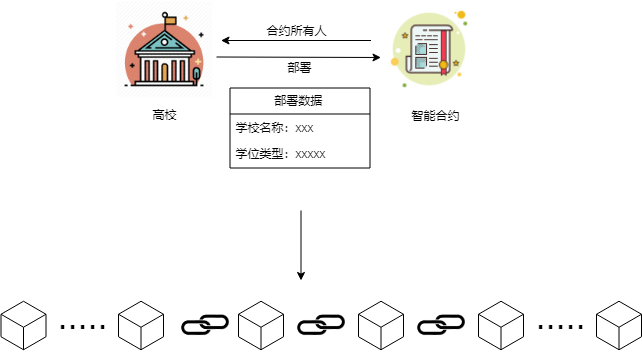 合约所有人
部署
高校
智能合约
部署数据
学校名称：xxx
学位类型：xxxxx